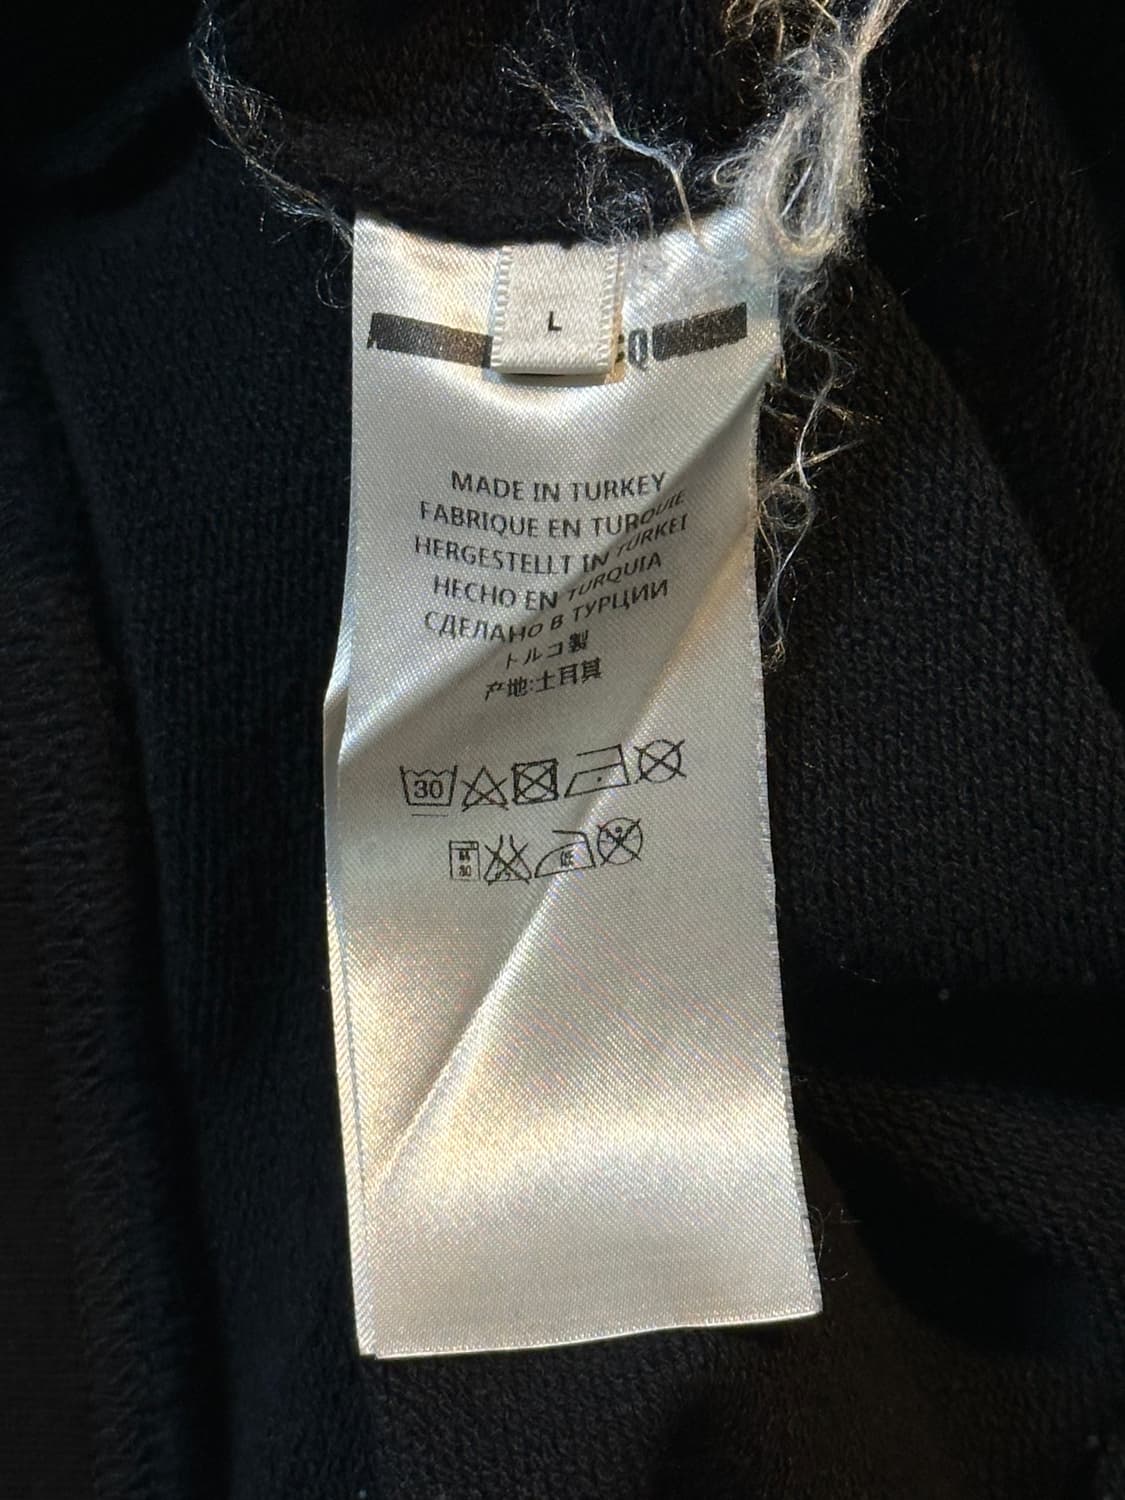 L
MADE IN TURKEY
FABRIQUE EN TURQUIE
HERGESTELLT IN TURKEI
HECHO EN TURQUIA
СДЕЛАНО В ТУРЦИИ
トルコ製
产地:土耳其
30